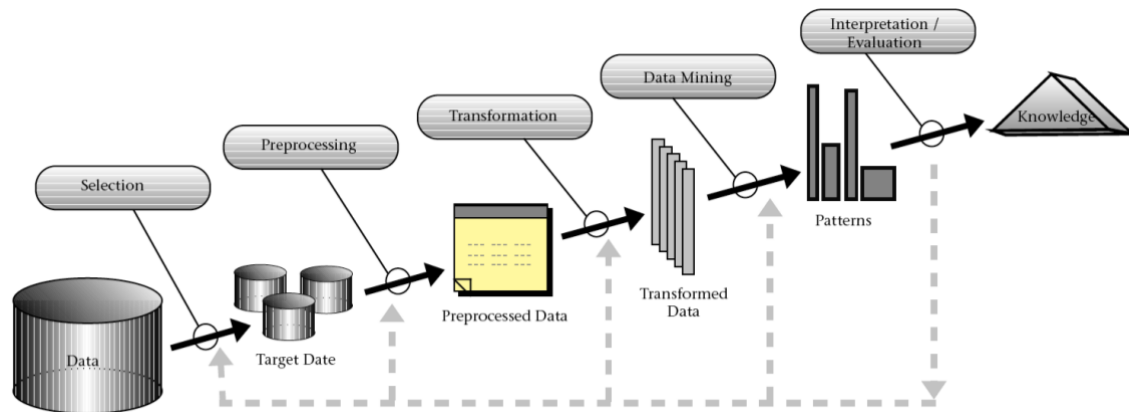 Interpretation /
Evaluation
Data Mining
Transformation
Preprocessing
Selection
Knowledge
Patterns
Transformed
Data
Preprocessed Data
Target Date
Data